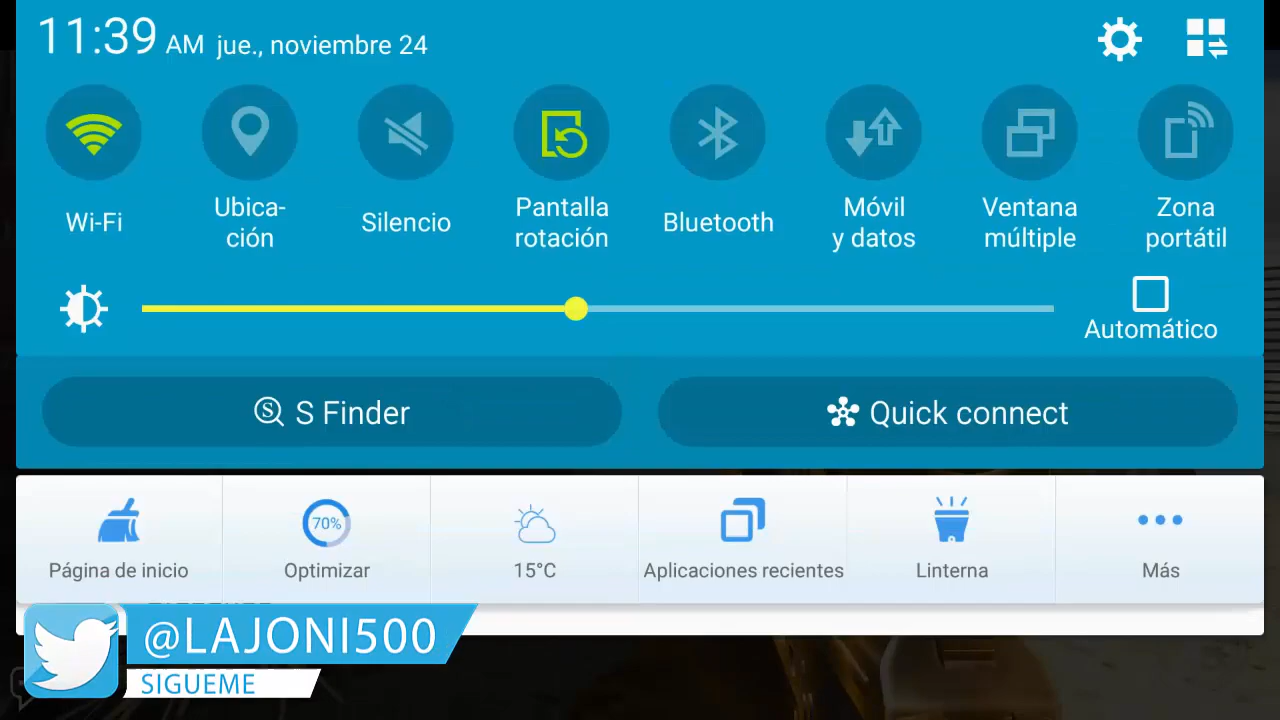 11:39 AM jue., noviembre 24
Wi-Fi
Ubica-
ción
Silencio
Pantalla
rotación
Bluetooth
Móvil
y datos
Ventana
múltiple
Zona
portátil
Automático
S Finder
Quick connect
Página de inicio
70%
Optimizar
15°C
Aplicaciones recientes
Linterna
Más
@LAJONI500
SIGUEME